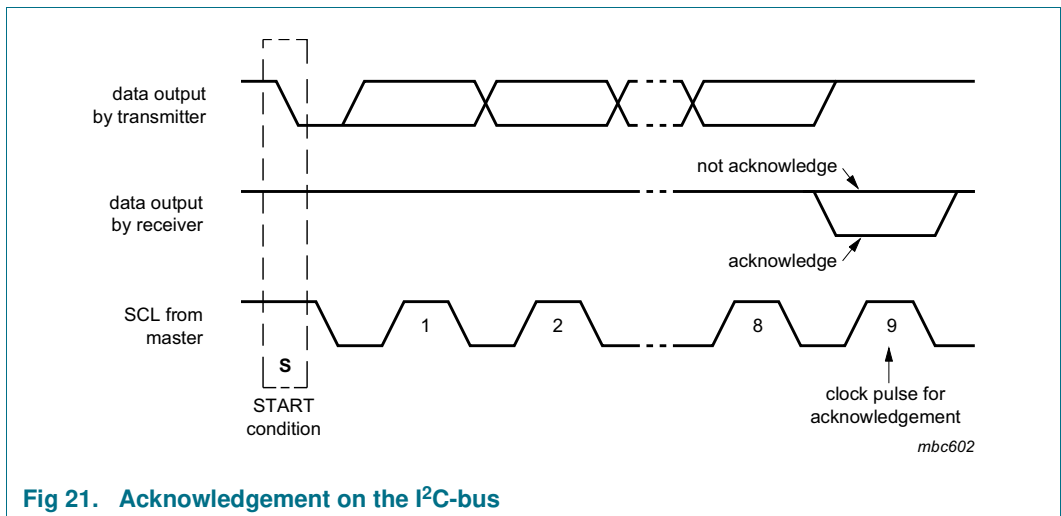 data output
by transmitter
not acknowledge
data output
by receiver
acknowledge
SCL from
master
1
2
8
9
S
START
condition
clock pulse for
acknowledgement
mbc602
Fig 21. Acknowledgement on the I²C-bus